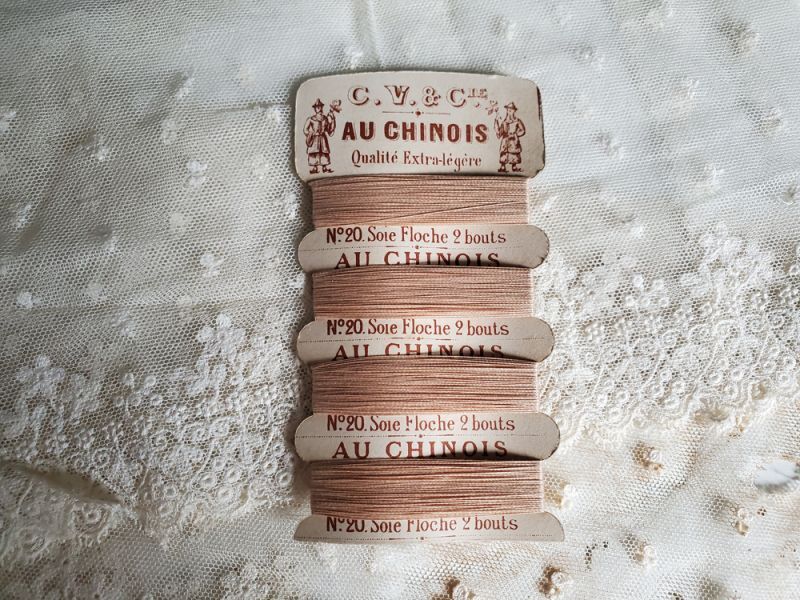 C. V. & CIE
AU CHINOIS
Qualité Extra-légère
No. 20. Soie Floche 2 bouts
AU CHINOIS
No. 20. Soie Floche 2 bouts
AU CHINOIS
No. 20. Soie Floche 2 bouts
AU CHINOIS
No. 20. Soie Floche 2 bouts